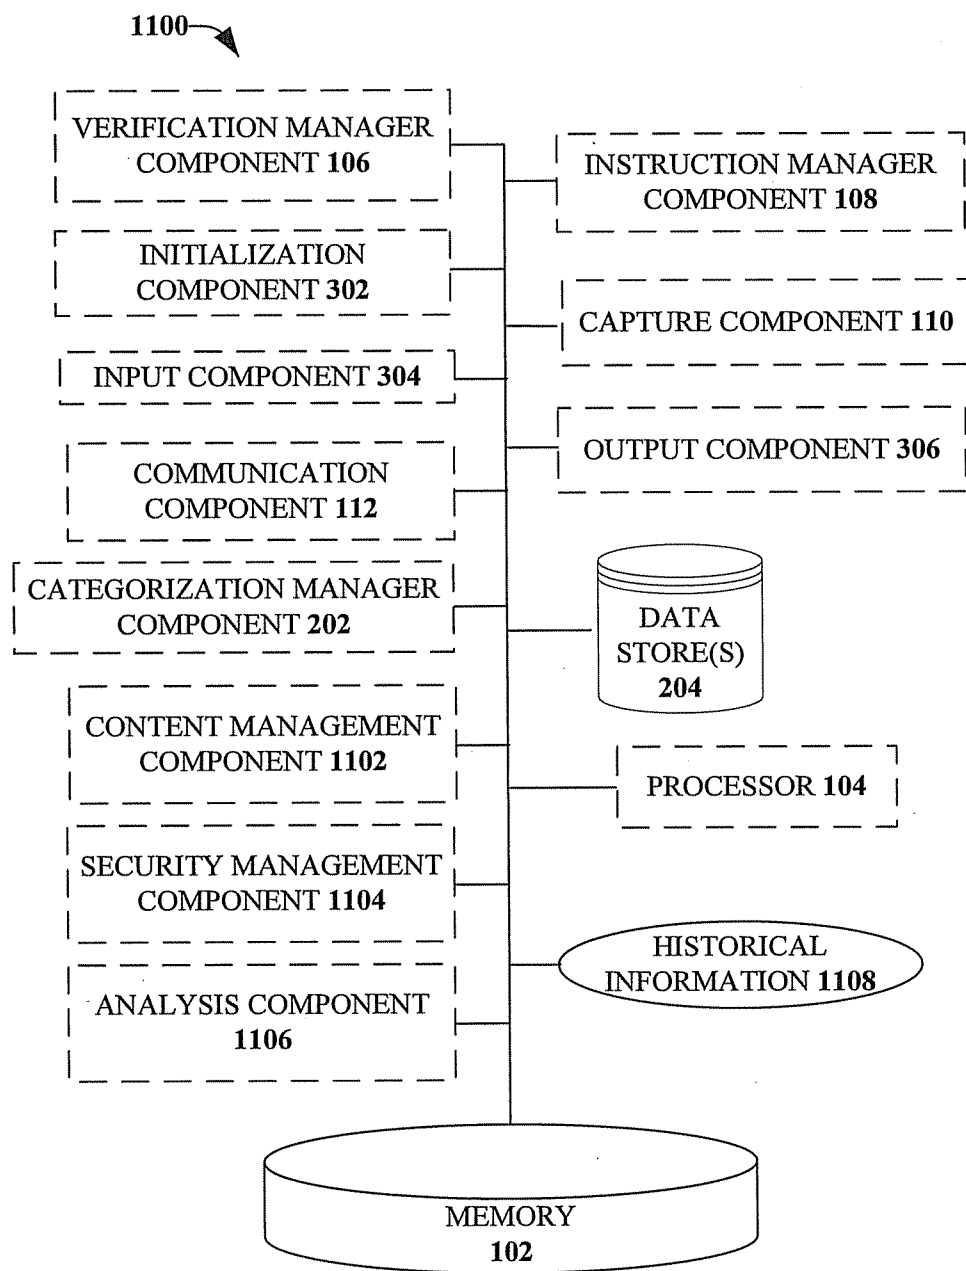 1100
VERIFICATION MANAGER
COMPONENT 106
INSTRUCTION MANAGER
COMPONENT 108
INITIALIZATION
COMPONENT 302
CAPTURE COMPONENT 110
INPUT COMPONENT 304
OUTPUT COMPONENT 306
COMMUNICATION
COMPONENT 112
CATEGORIZATION MANAGER
COMPONENT 202
DATA
STORE(S)
204
CONTENT MANAGEMENT
COMPONENT 1102
PROCESSOR 104
SECURITY MANAGEMENT
COMPONENT 1104
HISTORICAL
INFORMATION 1108
ANALYSIS COMPONENT
1106
MEMORY
102